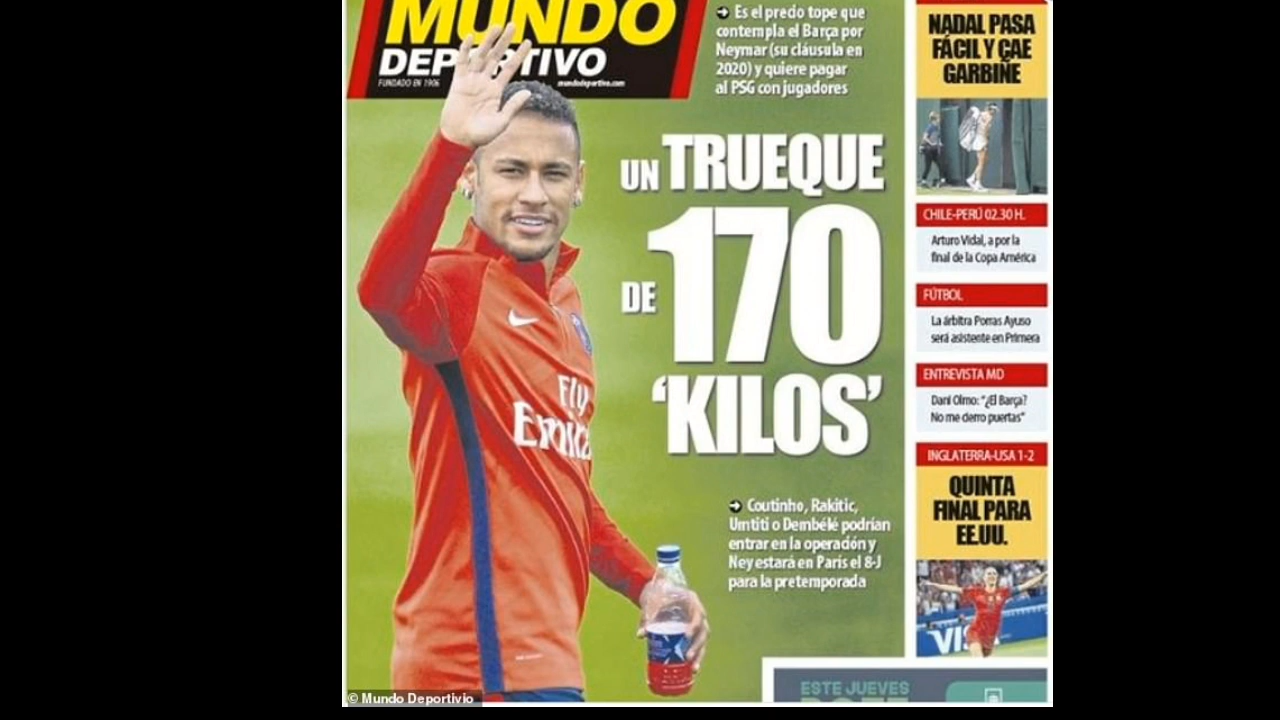 MUNDO
DEPORTIVO
FUNDADO EN 1906
mundodeportivo.com
Es el precio tope que
contempla el Barça por
Neymar (su cláusula en
2020) y quiere pagar
al PSG con jugadores
UN TRUEQUE
DE 170
‘KILOS’
Coutinho, Rakitic,
Umtiti o Dembélé podrían
entrar en la operación y
Ney estará en París el 8-J
para la pretemporada
Fly
Emirates
NADAL PASA
FÁCIL Y CAE
GARBIÑE
CHILE-PERÚ 02.30 H.
Arturo Vidal, a por la
final de la Copa América
FÚTBOL
La árbitra Porras Ayuso
será asistente en Primera
ENTREVISTA MD
Dani Olmo: “¿El Barça?
No me cierro puertas”
INGLATERRA-USA 1-2
QUINTA
FINAL PARA
EE.UU.
VIS
ESTE JUEVES
© Mundo Deportivio